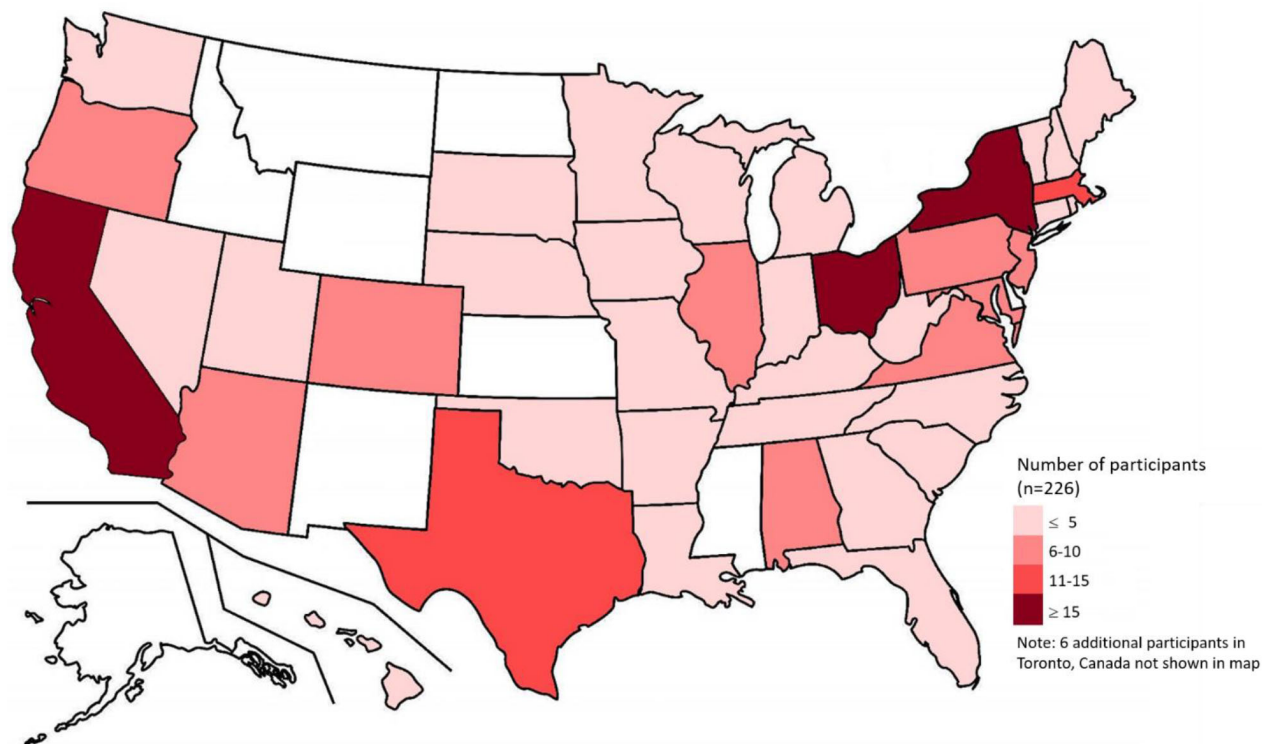 Number of participants
(n=226)
≤ 5
6-10
11-15
≥ 15
Note: 6 additional participants in
Toronto, Canada not shown in map